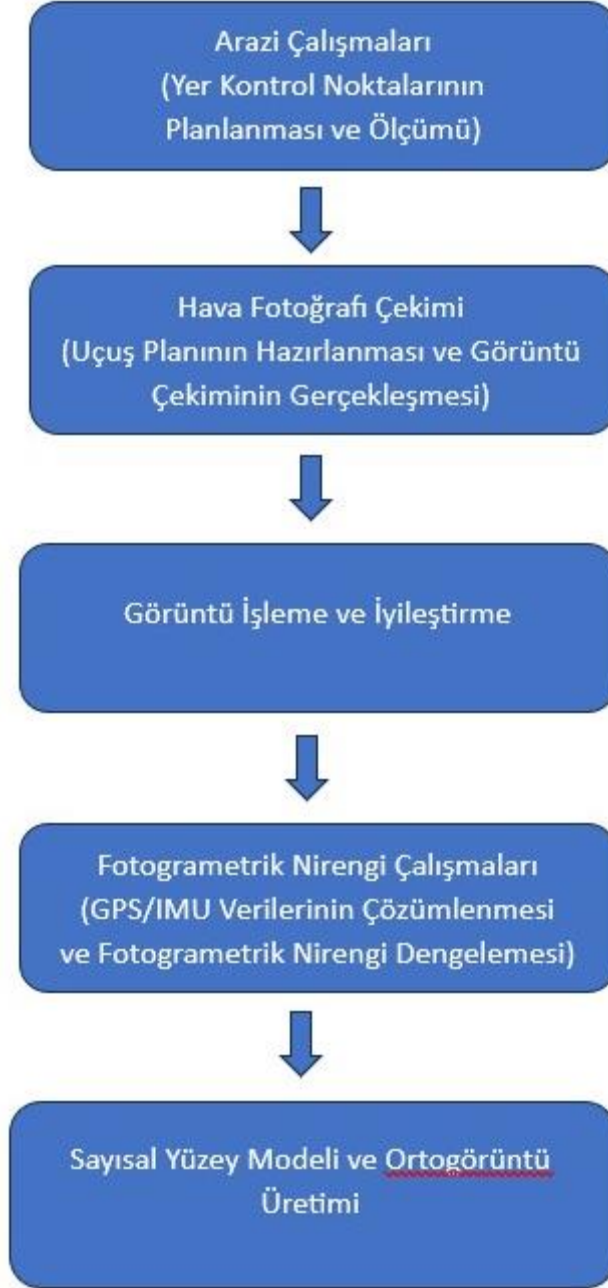 Arazi Çalışmaları
(Yer Kontrol Noktalarının
Planlanması ve Ölçümü)
Hava Fotoğrafı Çekimi
(Uçuş Planının Hazırlanması ve Görüntü
Çekiminin Gerçekleşmesi)
Görüntü İşleme ve İyileştirme
Fotogrametrik Nirengi Çalışmaları
(GPS/IMU Verilerinin Çözümlenmesi
ve Fotogrametrik Nirengi Dengelemesi)
Sayısal Yüzey Modeli ve Ortogörüntü
Üretimi